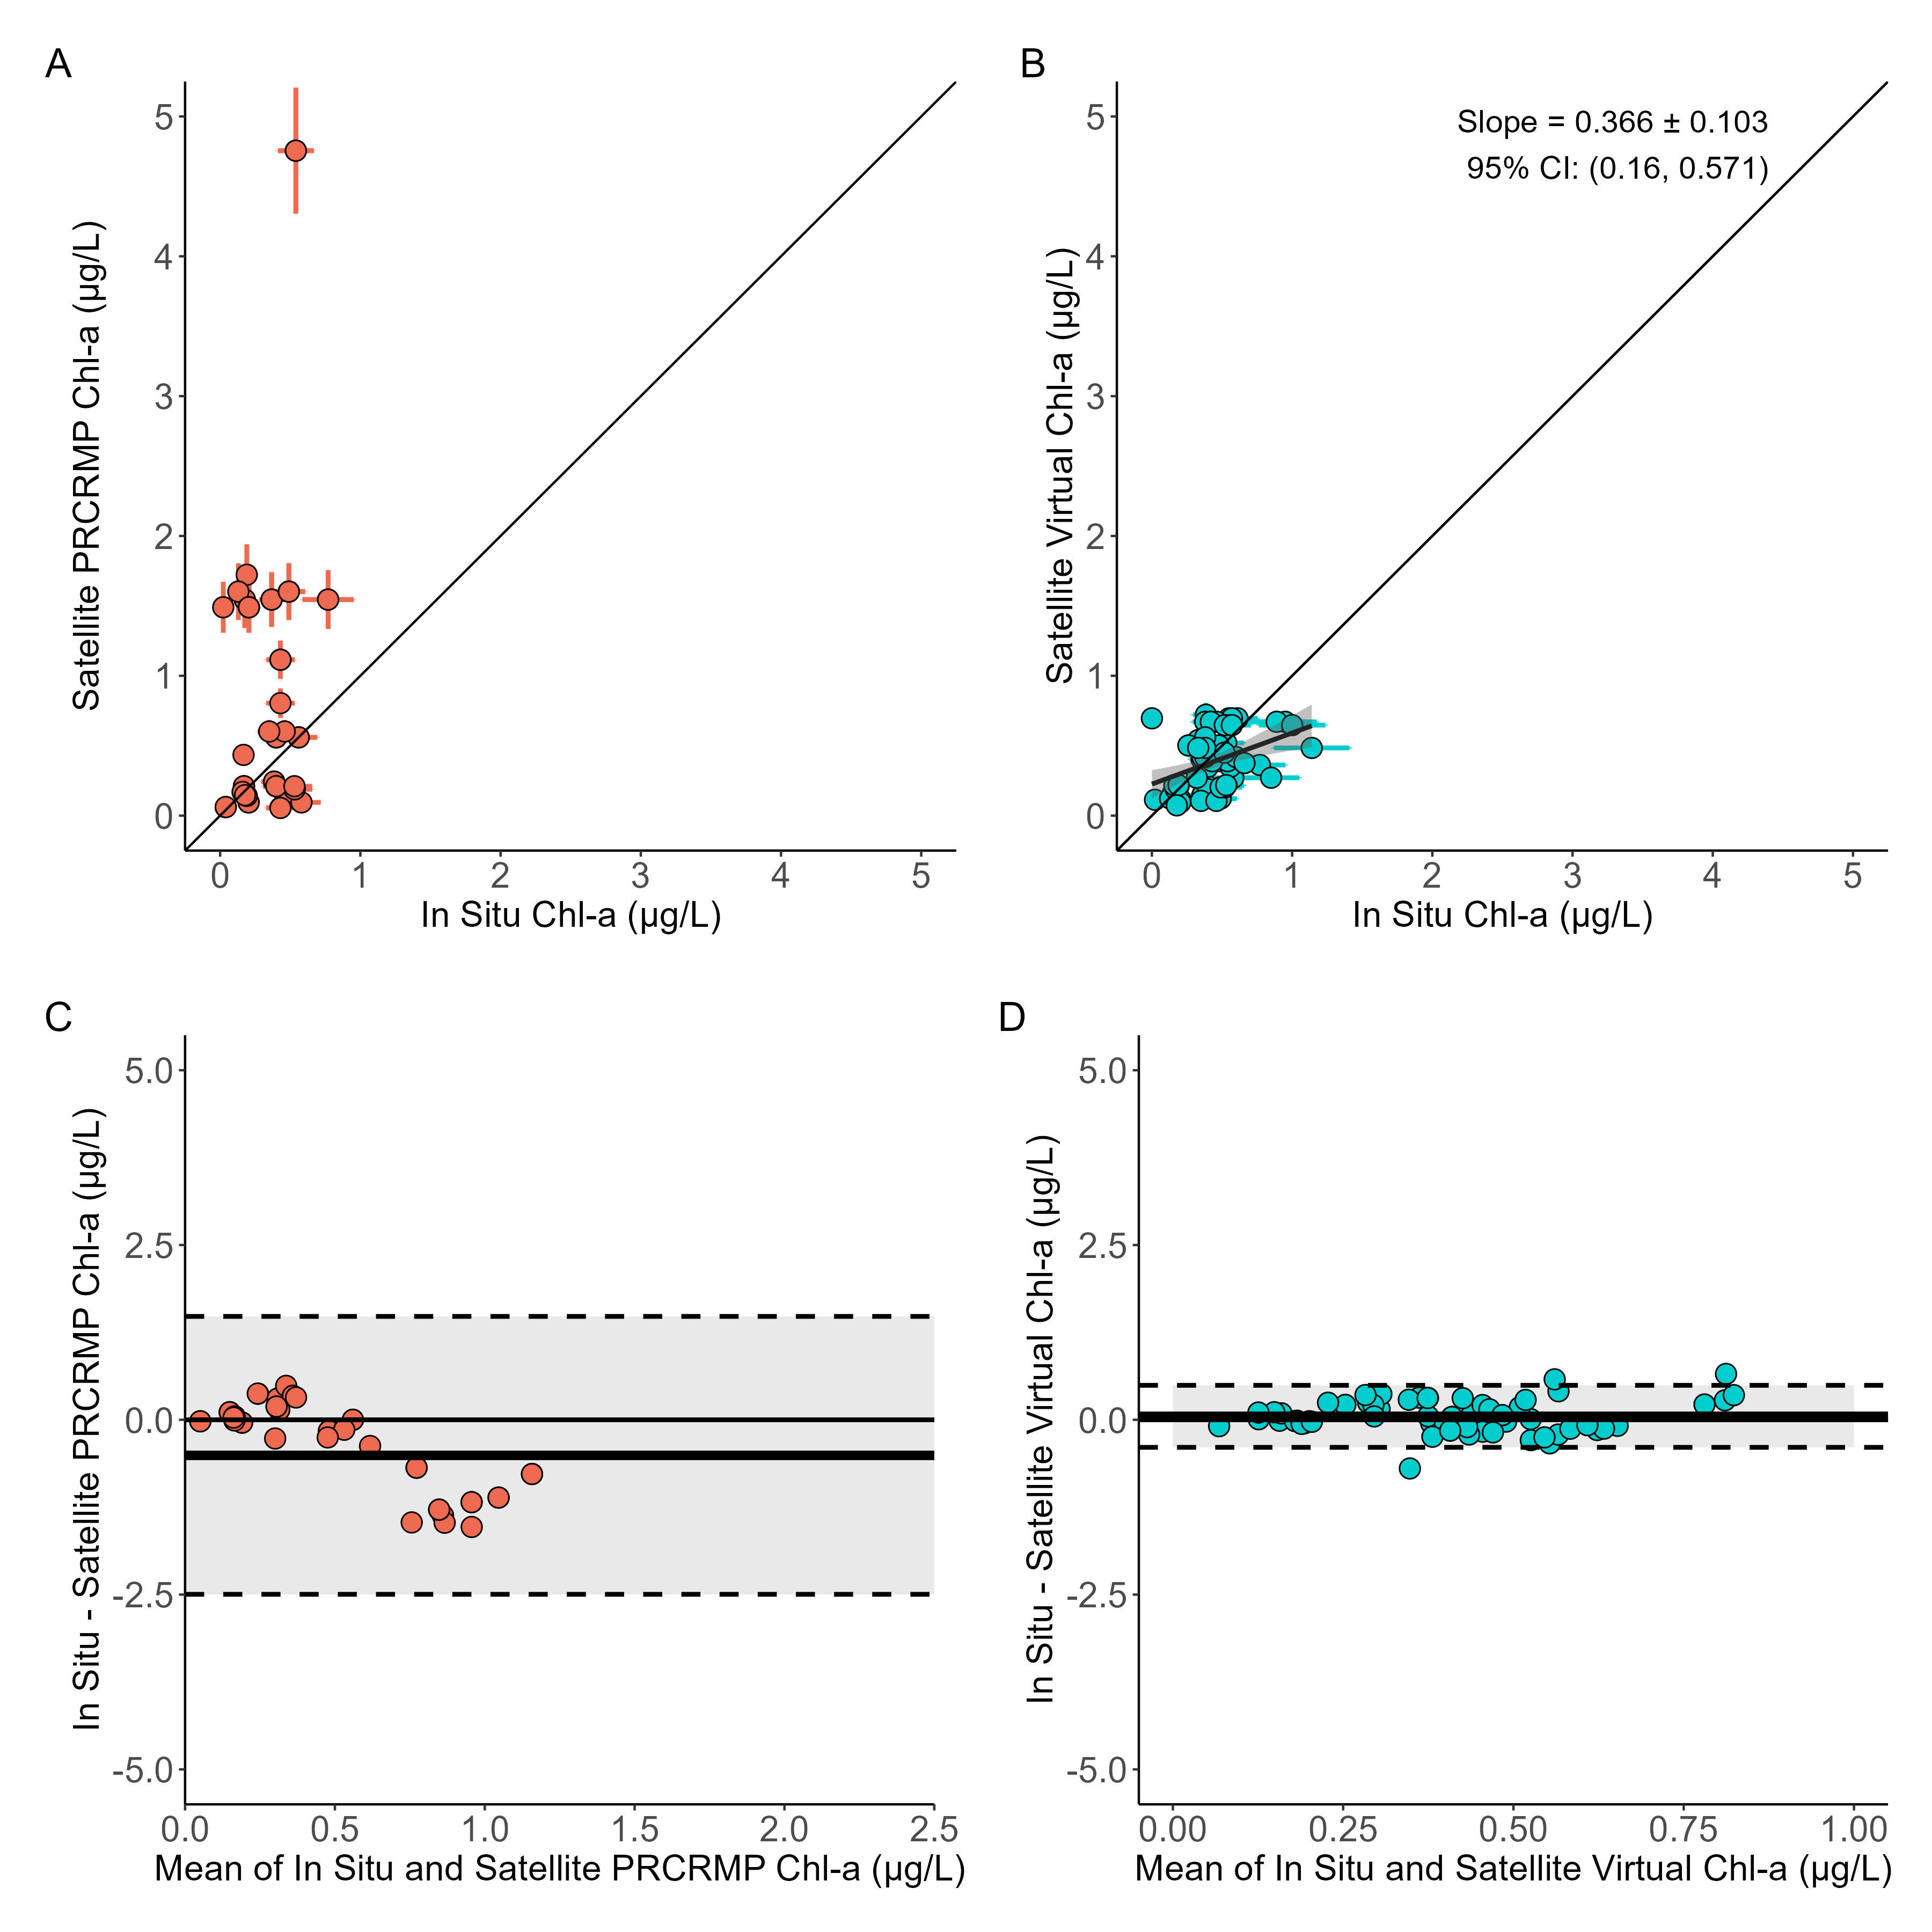 A
Satellite PRCRMP Chl-a (µg/L)
5
4
3
2
1
0
0 1 2 3 4 5
In Situ Chl-a (µg/L)
B
Slope = 0.366 ± 0.103
95% CI: (0.16, 0.571)
Satellite Virtual Chl-a (µg/L)
5
4
3
2
1
0
0 1 2 3 4 5
In Situ Chl-a (µg/L)
C
In Situ - Satellite PRCRMP Chl-a (µg/L)
5.0
2.5
0.0
-2.5
-5.0
0.0 0.5 1.0 1.5 2.0 2.5
Mean of In Situ and Satellite PRCRMP Chl-a (µg/L)
D
In Situ - Satellite Virtual Chl-a (µg/L)
5.0
2.5
0.0
-2.5
-5.0
0.00 0.25 0.50 0.75 1.00
Mean of In Situ and Satellite Virtual Chl-a (µg/L)